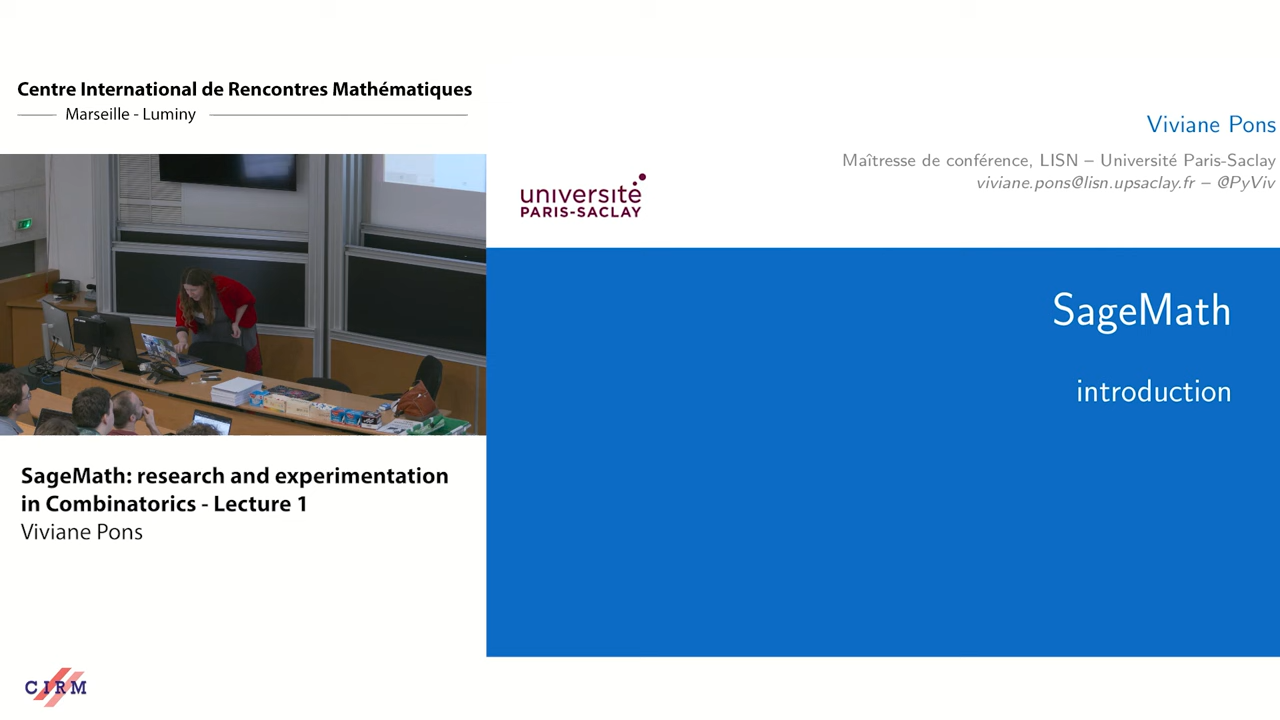 Centre International de Rencontres Mathématiques
Marseille - Luminy
SageMath: research and experimentation
in Combinatorics - Lecture 1
Viviane Pons
CIRM
Viviane Pons
Maîtresse de conférence, LISN – Université Paris-Saclay
viviane.pons@lisn.upsaclay.fr – @PyViv
université
PARIS-SACLAY
SageMath
introduction